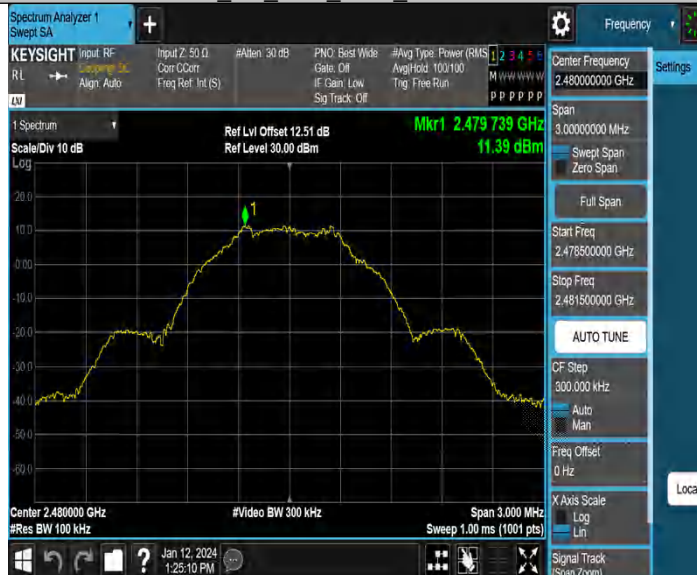 Spectrum Analyzer 1
Swept SA
Frequency
KEYSIGHT
RL
Input: RF
Coupling: DC
Align: Auto
Input Z: 50 Ω
Corr CCorr
Freq Ref: Int (S)
#Atten: 30 dB
PNO: Best Wide
Gate: Off
IF Gain: Low
Sig Track: Off
#Avg Type: Power (RMS
Avg|Hold: 100/100
Trig: Free Run
1 2 3 4 5 6
M W W W W W
P P P P P P
LNI
1 Spectrum
Scale/Div 10 dB
Log
Ref Lvl Offset 12.51 dB
Ref Level 30.00 dBm
Mkr1 2.479 739 GHz
11.39 dBm
20.0
10.0
0.00
-10.0
-20.0
-30.0
-40.0
-50.0
-60.0
1
Center 2.480000 GHz
#Res BW 100 kHz
#Video BW 300 kHz
Span 3.000 MHz
Sweep 1.00 ms (1001 pts)
Jan 12, 2024
1:25:10 PM
Center Frequency
2.480000000 GHz
Settings
Span
3.00000000 MHz
Swept Span
Zero Span
Full Span
Start Freq
2.478500000 GHz
Stop Freq
2.481500000 GHz
AUTO TUNE
CF Step
300.000 kHz
Auto
Man
Freq Offset
0 Hz
X Axis Scale
Log
Lin
Loca
Signal Track
(Span Zoom)